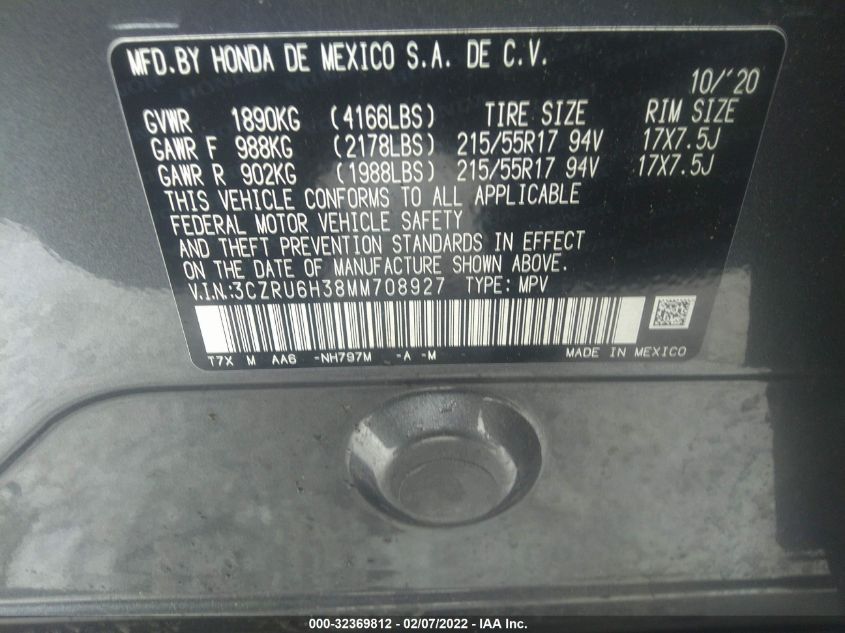 MFD.BY HONDA DE MEXICO S.A. DE C.V.
10/'20
GVWR 1890KG (4166LBS) TIRE SIZE RIM SIZE
GAWR F 988KG (2178LBS) 215/55R17 94V 17X7.5J
GAWR R 902KG (1988LBS) 215/55R17 94V 17X7.5J
THIS VEHICLE CONFORMS TO ALL APPLICABLE
FEDERAL MOTOR VEHICLE SAFETY
AND THEFT PREVENTION STANDARDS IN EFFECT
ON THE DATE OF MANUFACTURE SHOWN ABOVE.
V.I.N:3CZRU6H38MM708927 TYPE: MPV
T7X M AA6 -NH797M -A -M MADE IN MEXICO
000-32369812 - 02/07/2022 - IAA Inc.